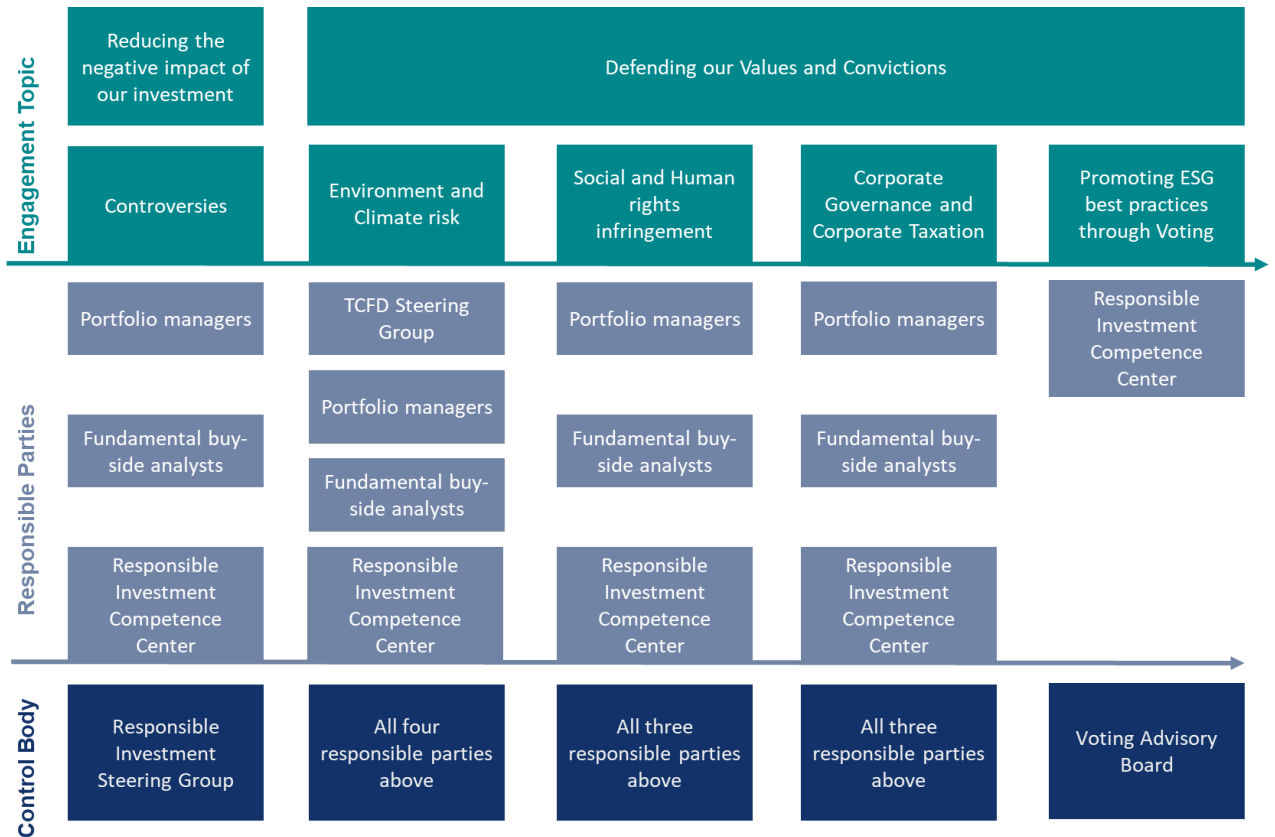 Engagement Topic
Reducing the
negative impact of
our investment
Defending our Values and Convictions
Controversies
Environment and
Climate risk
Social and Human
rights
infringement
Corporate
Governance and
Corporate Taxation
Promoting ESG
best practices
through Voting
Responsible Parties
Portfolio managers
TCFD Steering
Group
Portfolio managers
Portfolio managers
Responsible
Investment
Competence
Center
Portfolio managers
Fundamental buy-
side analysts
Fundamental buy-
side analysts
Fundamental buy-
side analysts
Fundamental buy-
side analysts
Responsible
Investment
Competence
Center
Responsible
Investment
Competence
Center
Responsible
Investment
Competence
Center
Responsible
Investment
Competence
Center
Control Body
Responsible
Investment
Steering Group
All four
responsible parties
above
All three
responsible parties
above
All three
responsible parties
above
Voting Advisory
Board